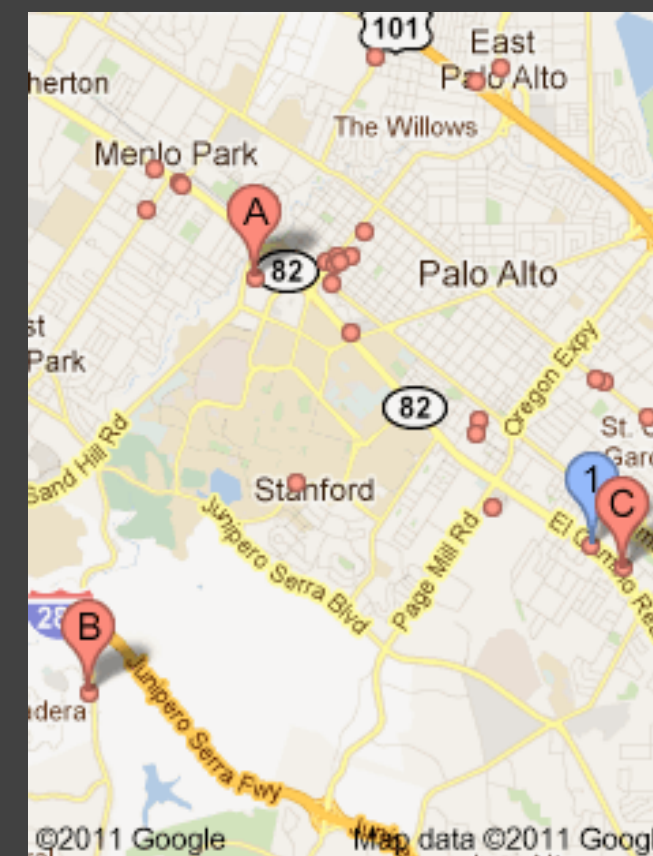 101
East
Palo Alto
herton
The Willows
Menlo Park
A
82
Palo Alto
st
Park
Oregon Expy
82
St.
Gard
Sand Hill Rd
Stanford
1
C
El Camino Real
Junipero Serra Blvd
Page Mill Rd
28
B
adera
Junipero Serra Fwy
©2011 Google
Map data ©2011 Googl